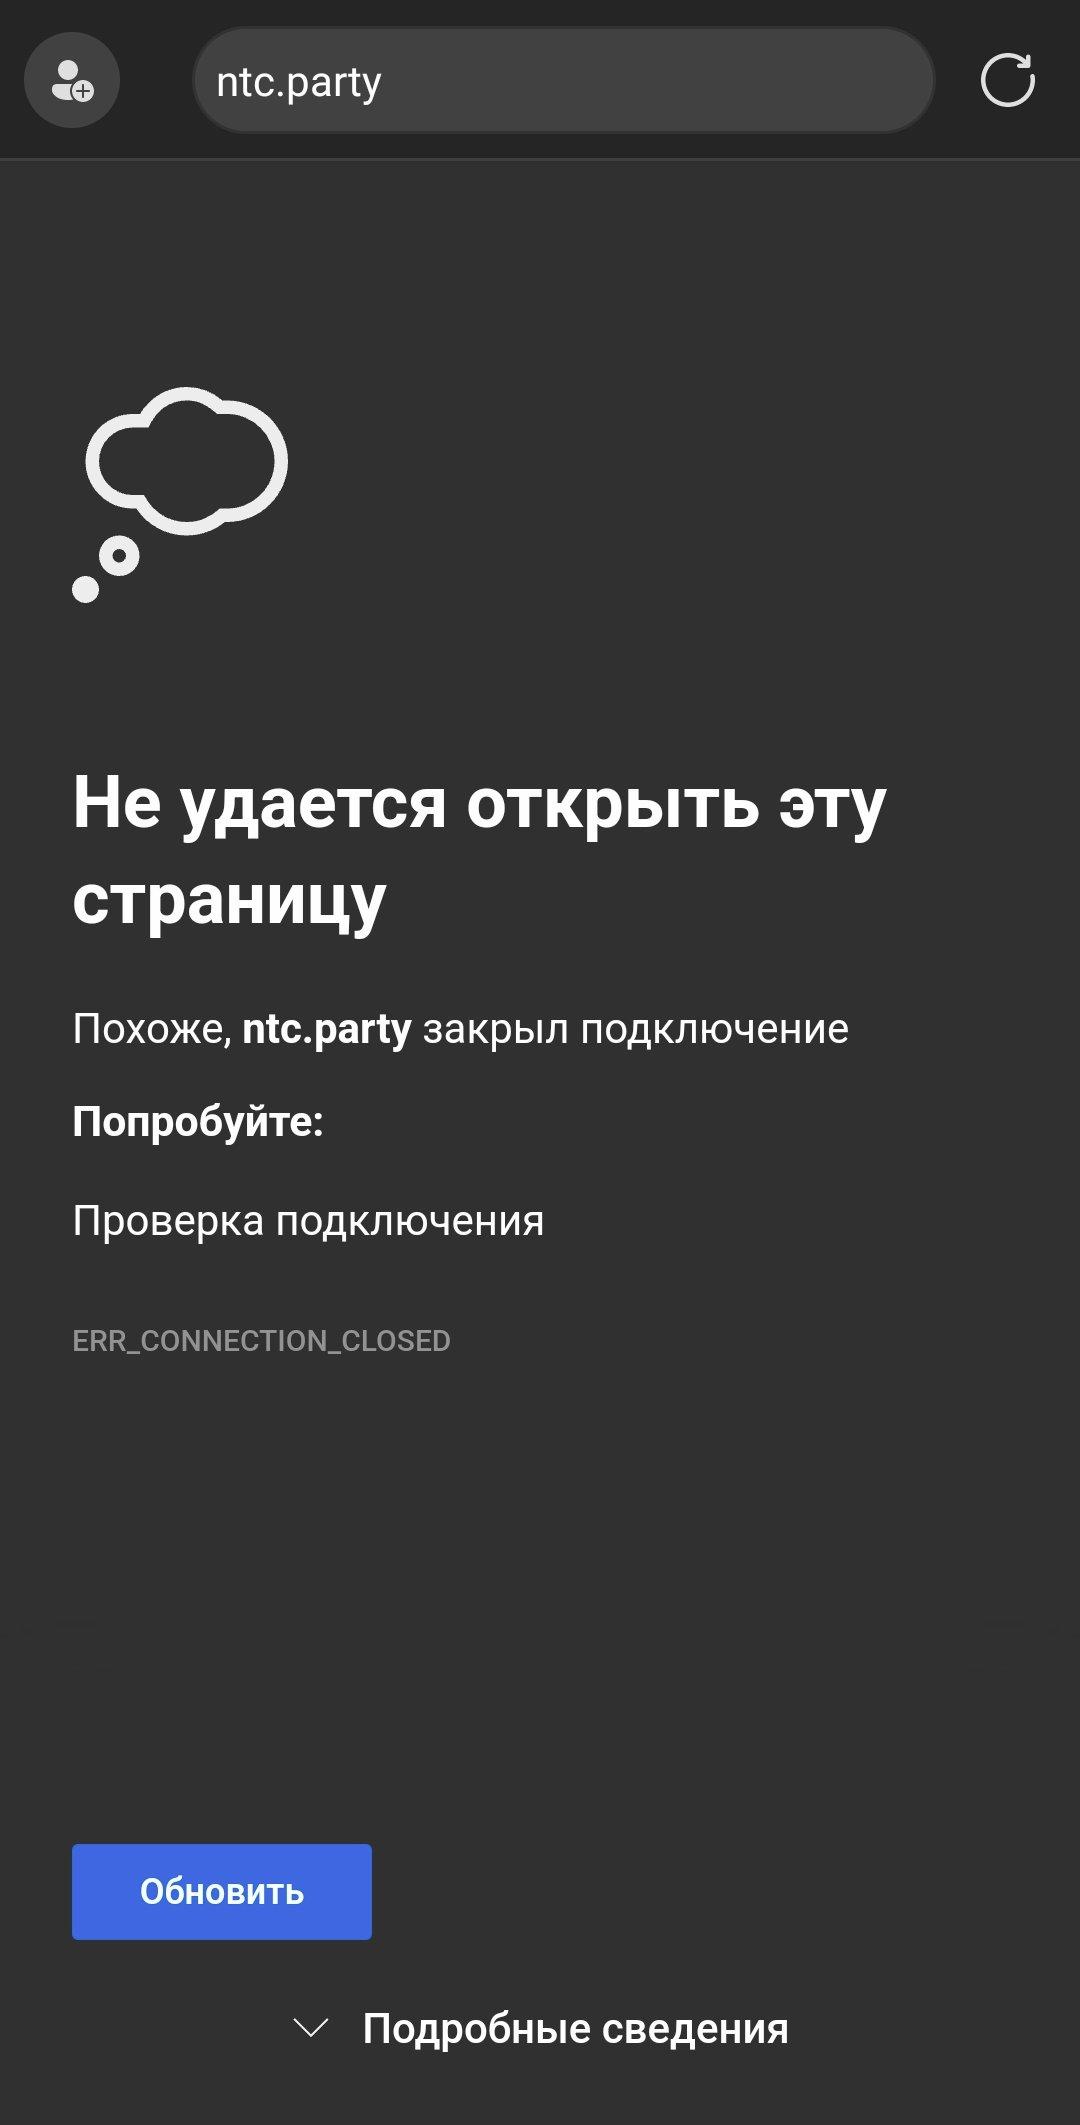 ntc.party
Не удается открыть эту
страницу
Похоже, ntc.party закрыл подключение
Попробуйте:
Проверка подключения
ERR_CONNECTION_CLOSED
Обновить
Подробные сведения